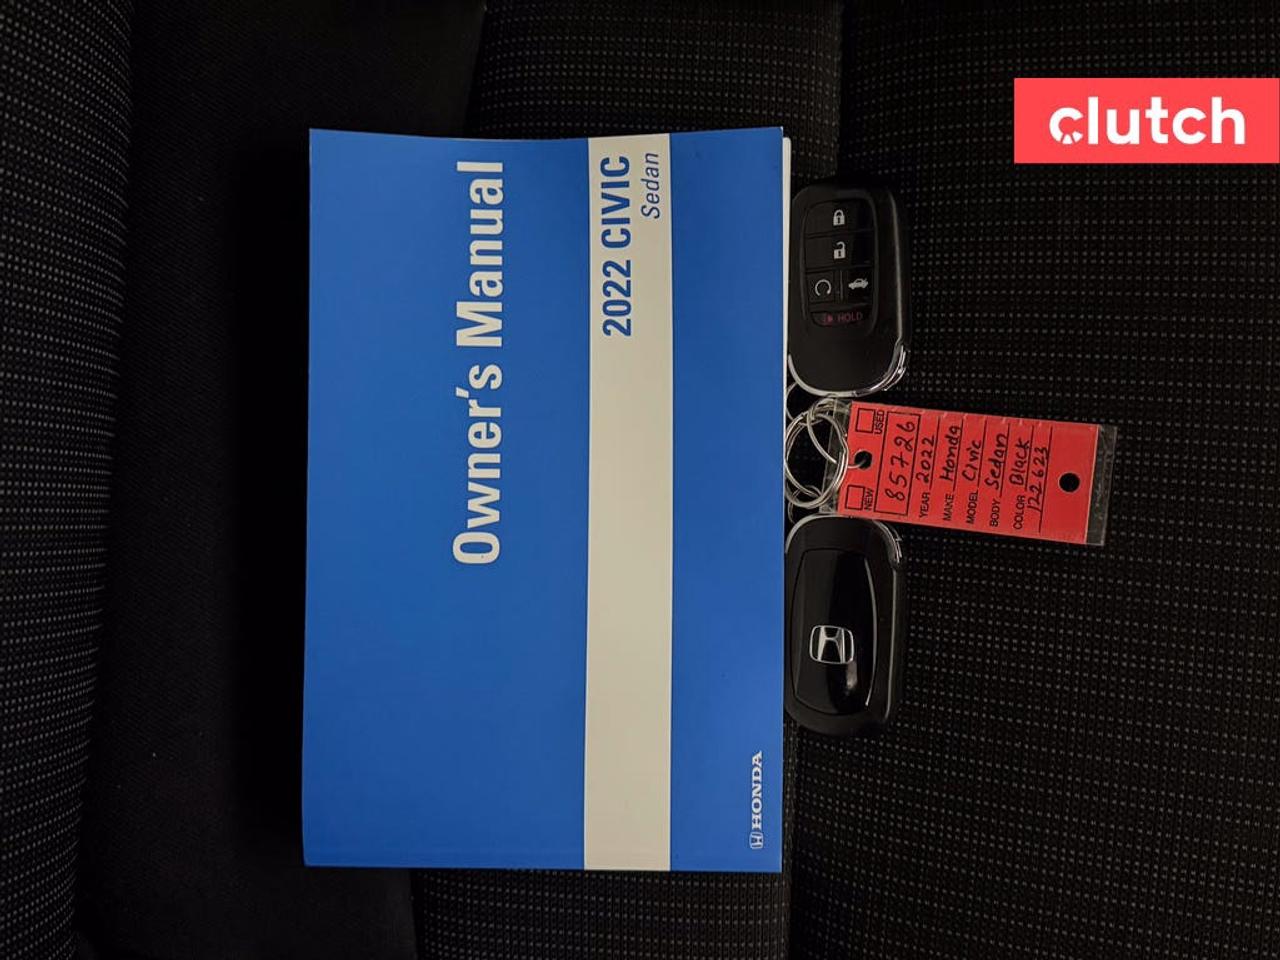 clutch
Owner's Manual
2022 CIVIC
Sedan
HONDA
HOLD
NEW USED
85726
YEAR 2022
MAKE Honda
MODEL Civic
BODY Sedan
COLOR Black
122623